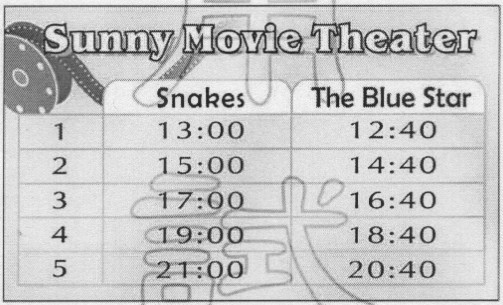 Sunny Movie Theater
Snakes The Blue Star
1 13:00 12:40
2 15:00 14:40
3 17:00 16:40
4 19:00 18:40
5 21:00 20:40